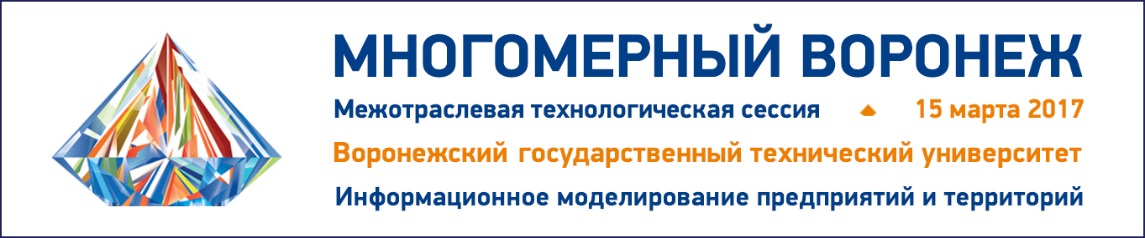 МНОГОМЕРНЫЙ ВОРОНЕЖ
Межотраслевая технологическая сессия 15 марта 2017
Воронежский государственный технический университет
Информационное моделирование предприятий и территорий